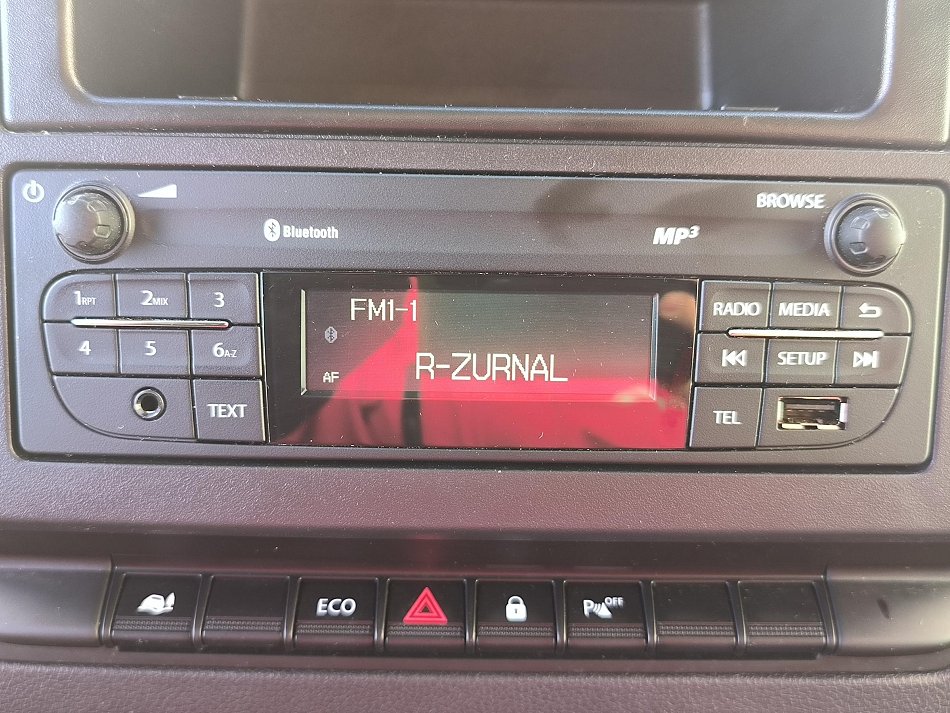 BROWSE
Bluetooth
MP3
1RPT 2MIX 3
4 5 6A-Z
TEXT
FM1-1
R-ZURNAL
AF
RADIO MEDIA
SETUP
TEL
ECO
P OFF